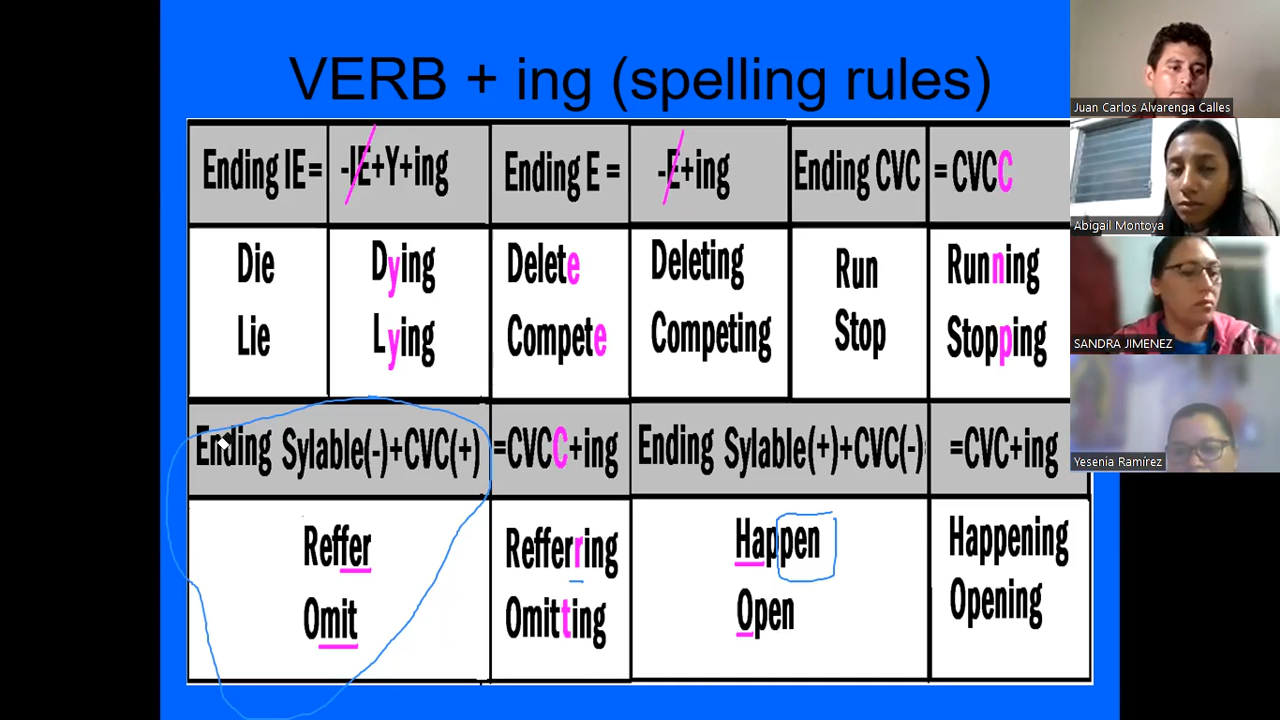 VERB + ing (spelling rules)
Ending IE= -IE+Y+ing Ending E = -E+ing Ending CVC = CVCC
Die Dying Delete Deleting Run Running
Lie Lying Compete Competing Stop Stopping
Ending Sylable(-)+CVC(+) =CVCC+ing Ending Sylable(+)+CVC(-) =CVC+ing
Reffer Refferring Happen Happening
Omit Omitting Open Opening
Juan Carlos Alvarenga Calles
Abigail Montoya
SANDRA JIMENEZ
Yesenia Ramírez